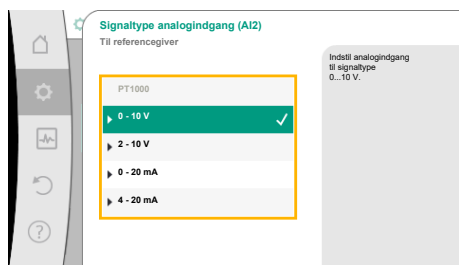 Signaltype analogindgang (AI2)
Til referencegiver
PT1000
0 - 10 V
2 - 10 V
0 - 20 mA
4 - 20 mA
Indstil analogindgang
til signaltype
0...10 V.